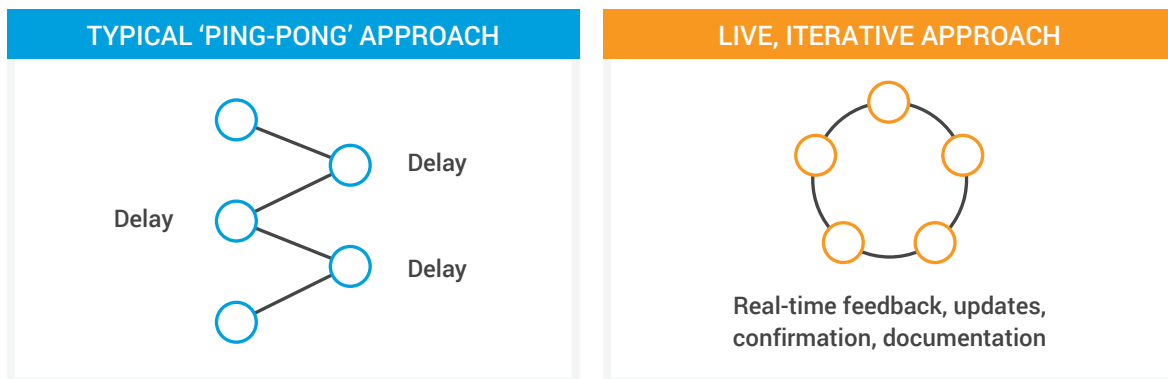 TYPICAL ‘PING-PONG’ APPROACH
Delay
Delay
Delay
LIVE, ITERATIVE APPROACH
Real-time feedback, updates,
confirmation, documentation